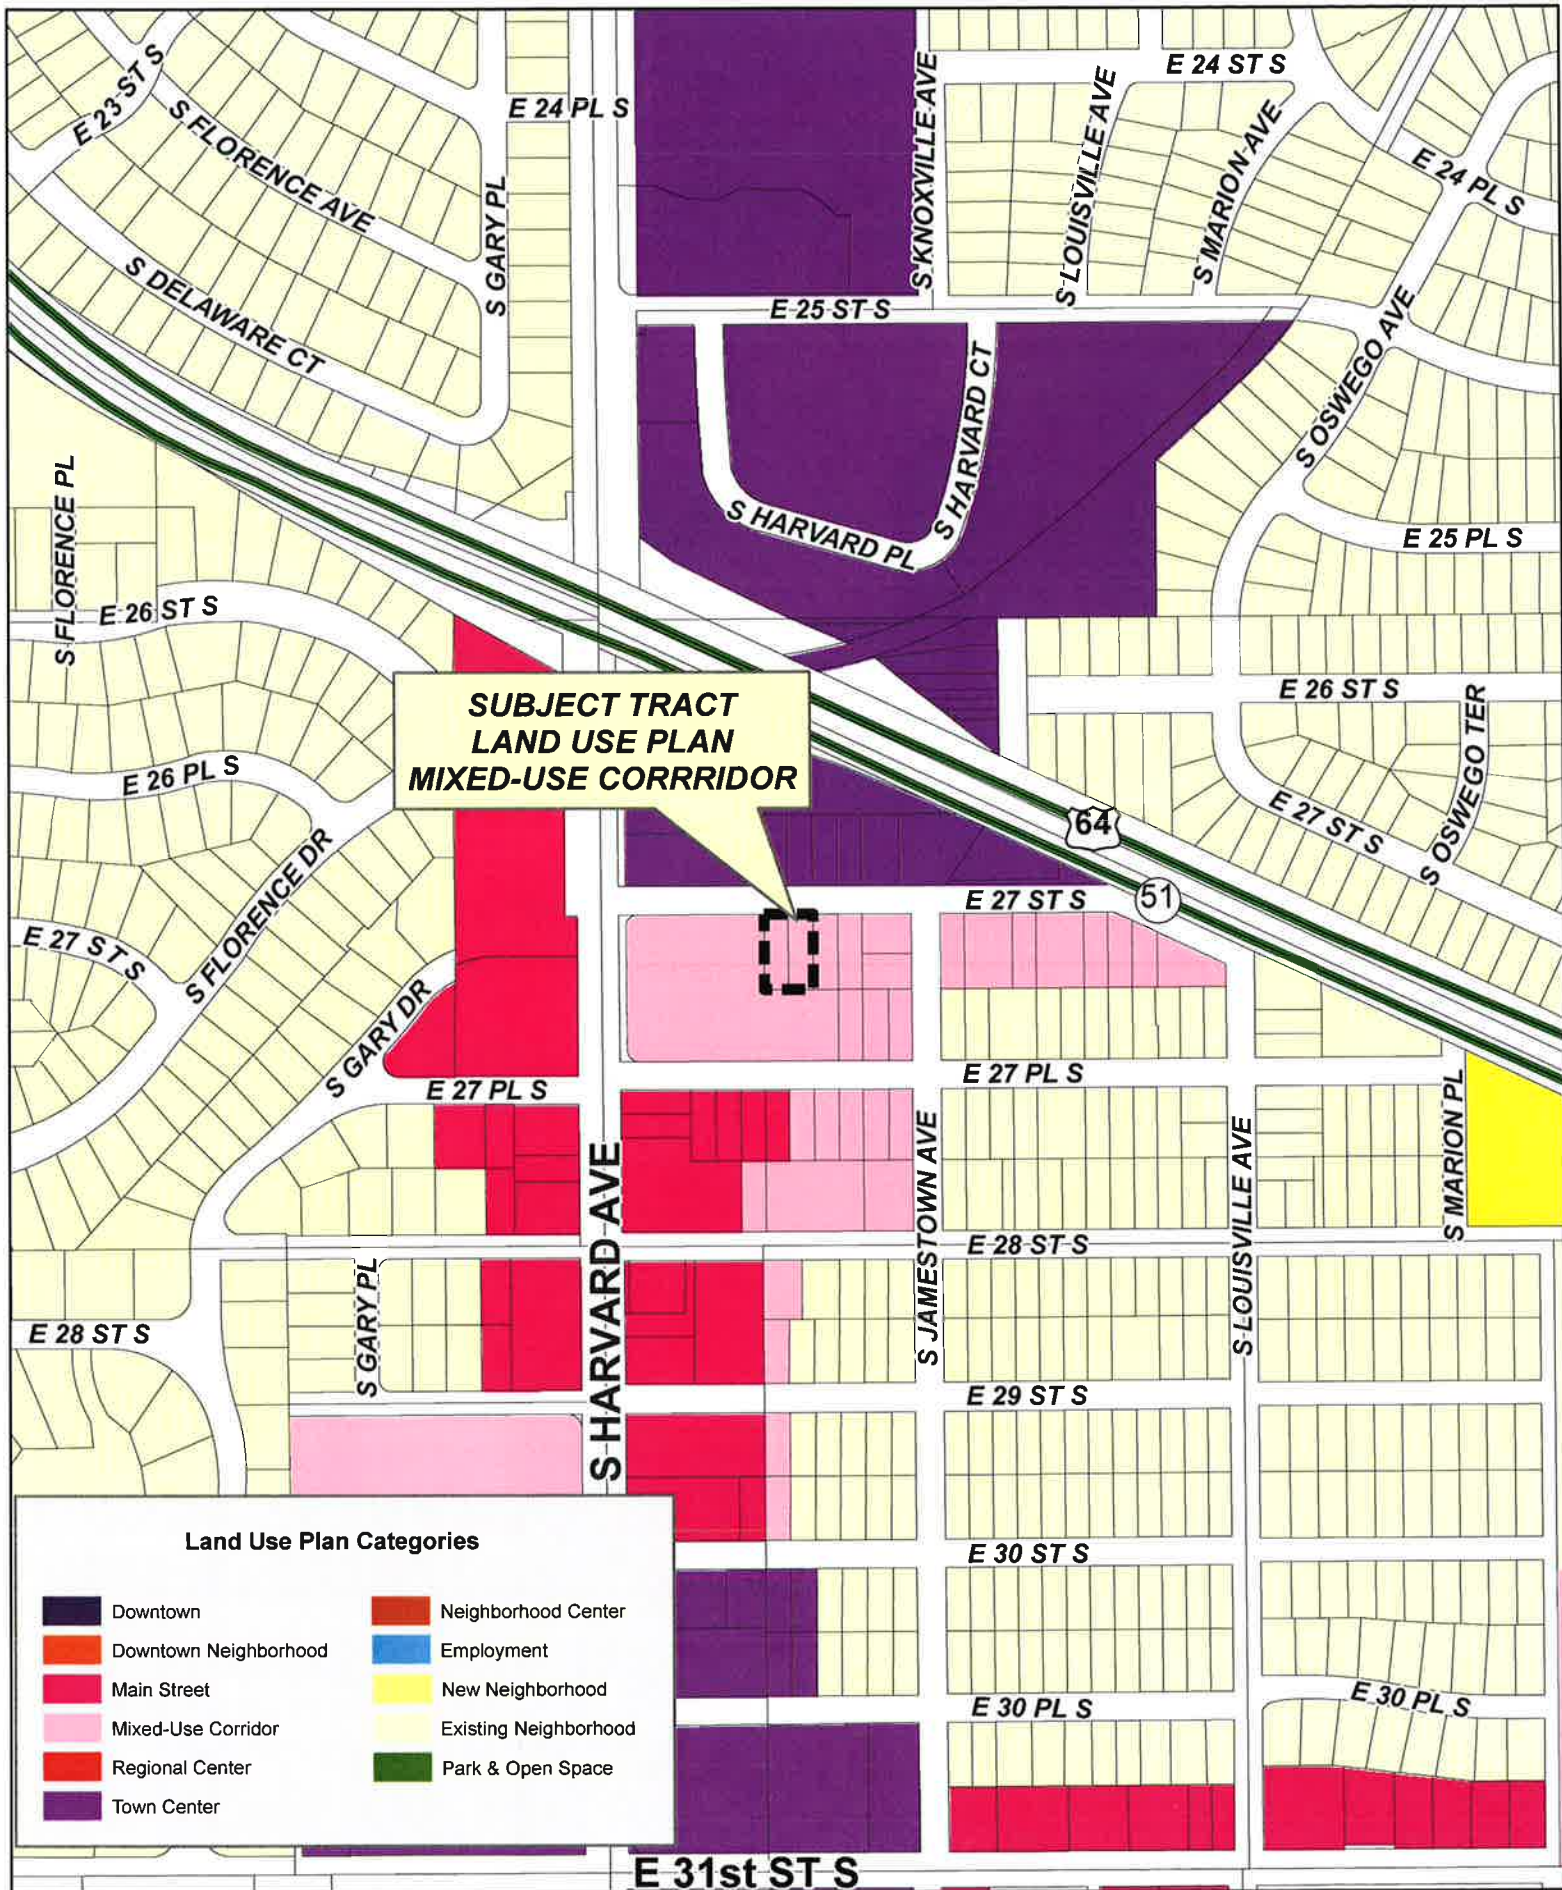 E 24 ST S
E 23 ST S
E 24 PL S
S FLORENCE AVE
S KNOXVILLE AVE
S LOUISVILLE AVE
S MARION AVE
E 24 PL S
S GARY PL
S DELAWARE CT
E 25 ST S
S HARVARD CT
S OSWEGO AVE
S FLORENCE PL
S HARVARD PL
E 25 PL S
E 26 ST S
SUBJECT TRACT
LAND USE PLAN
MIXED-USE CORRRIDOR
E 26 ST S
S OSWEGO TER
E 26 PL S
64
E 27 ST S
S FLORENCE DR
51
E 27 ST S
E 27 ST S
S GARY DR
E 27 PL S
E 27 PL S
S MARION PL
S HARVARD AVE
S JAMESTOWN AVE
S LOUISVILLE AVE
E 28 ST S
S GARY PL
E 28 ST S
E 29 ST S
E 30 ST S
E 30 PL S
E 30 PL S
Land Use Plan Categories
Downtown
Downtown Neighborhood
Main Street
Mixed-Use Corridor
Regional Center
Town Center
Neighborhood Center
Employment
New Neighborhood
Existing Neighborhood
Park & Open Space
E 31st ST S